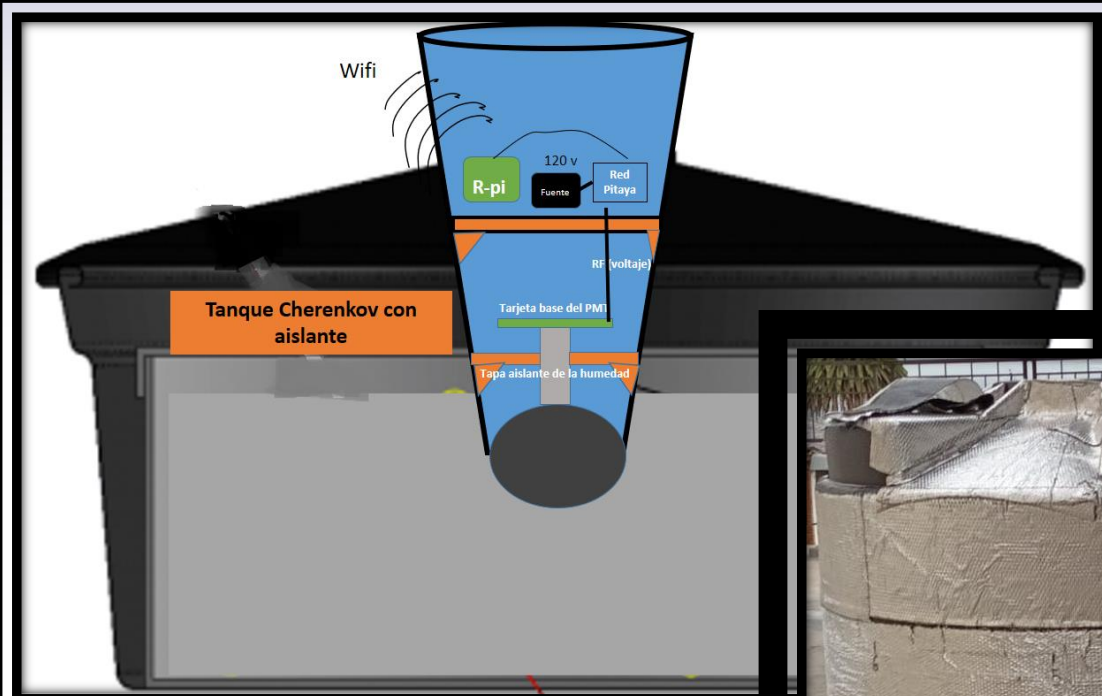 Wifi
120 v
R-pi
Fuente
Red
Pitaya
RF (voltaje)
Tanque Cherenkov con
aislante
Tarjeta base del PMT
Tapa aislante de la humedad